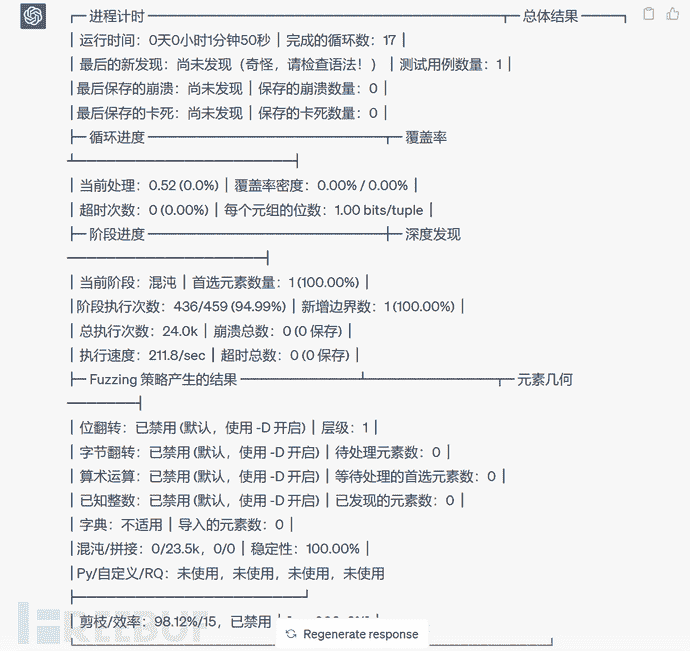 ┌─ 进程计时 ─┬─ 总体结果 ─┐
| 运行时间：0天0小时1分钟50秒 | 完成的循环数：17 |
| 最后的新发现：尚未发现（奇怪，请检查语法！） | 测试用例数量：1 |
|最后保存的崩溃：尚未发现 | 保存的崩溃数量：0 |
|最后保存的卡死：尚未发现 | 保存的卡死数量：0 |
├─ 循环进度 ─┬─ 覆盖率
┴─┤
| 当前处理：0.52 (0.0%) | 覆盖率密度：0.00% / 0.00% |
| 超时次数：0 (0.00%) | 每个元组的位数：1.00 bits/tuple |
├─ 阶段进度 ─┼─ 深度发现
─┤
| 当前阶段：混沌 | 首选元素数量：1 (100.00%) |
|阶段执行次数：436/459 (94.99%) | 新增边界数：1 (100.00%) |
| 总执行次数：24.0k | 崩溃总数：0 (0 保存) |
| 执行速度：211.8/sec | 超时总数：0 (0 保存) |
├─ Fuzzing 策略产生的结果 ─┴─┬─ 元素几何
─┤
| 位翻转：已禁用 (默认，使用 -D 开启) | 层级：1 |
| 字节翻转：已禁用 (默认，使用 -D 开启) | 待处理元素数：0 |
| 算术运算：已禁用 (默认，使用 -D 开启) | 等待处理的首选元素数：0 |
| 已知整数：已禁用 (默认，使用 -D 开启) | 已发现的元素数：0 |
| 字典：不适用 | 导入的元素数：0 |
|混沌/拼接：0/23.5k，0/0 | 稳定性：100.00% |
|Py/自定义/RQ：未使用，未使用，未使用，未使用
├─┘
| 剪枝/效率：98.12%/15，已禁用 |
Regenerate response
FREEBUF